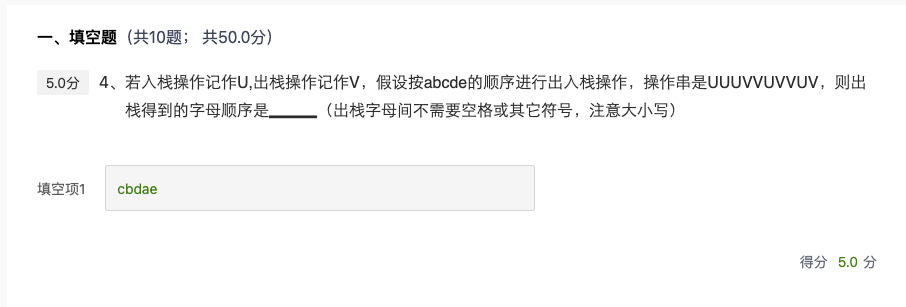 一、填空题（共10题； 共50.0分）
5.0分 4、若入栈操作记作U,出栈操作记作V，假设按abcde的顺序进行出入栈操作，操作串是UUUVVUVVUV，则出
栈得到的字母顺序是______（出栈字母间不需要空格或其它符号，注意大小写）
填空项1 cbdae
得分 5.0 分